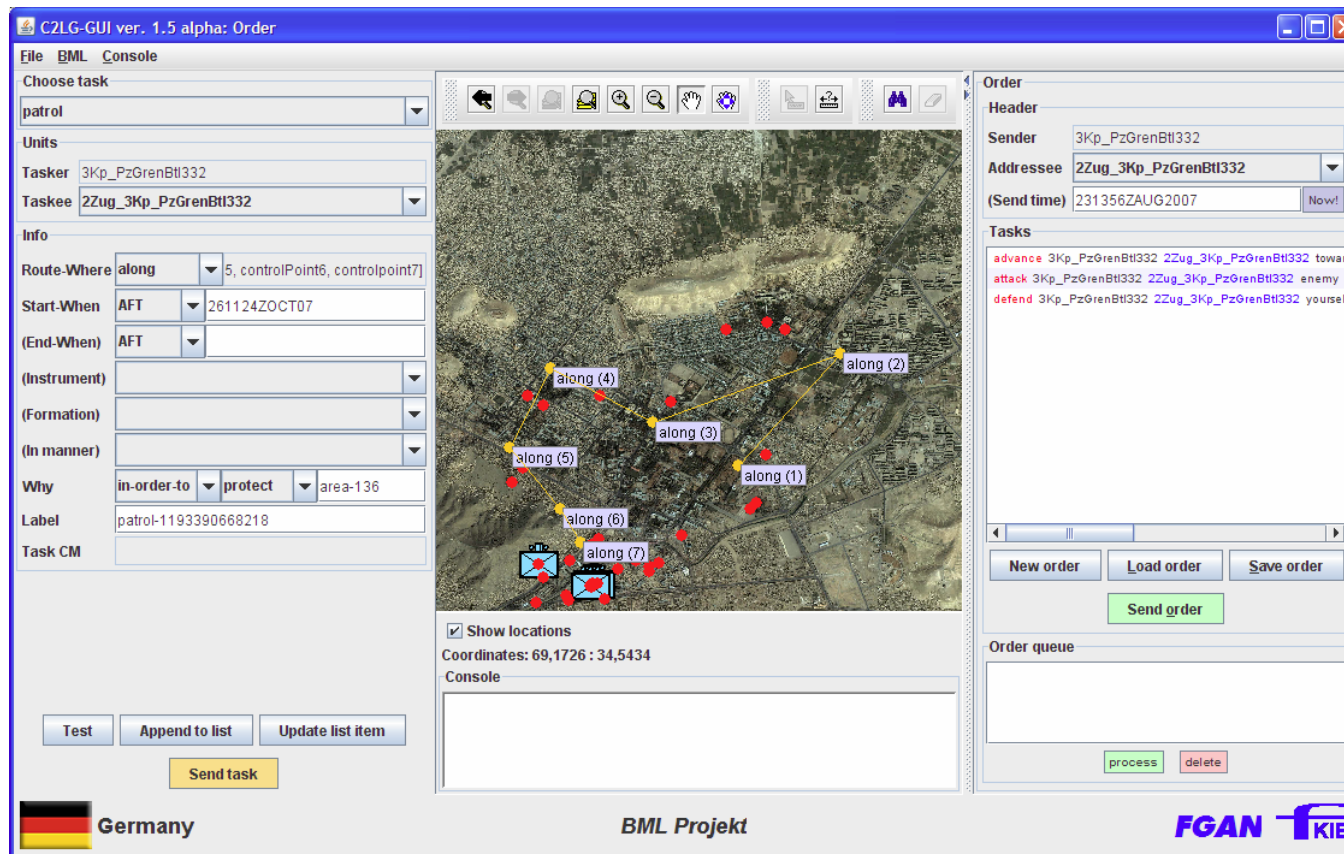 C2LG-GUI ver. 1.5 alpha: Order
File BML Console
Choose task
patrol
Units
Tasker 3Kp_PzGrenBtl332
Taskee 2Zug_3Kp_PzGrenBtl332
Info
Route-Where along 5, controlPoint6, controlpoint7]
Start-When AFT 261124ZOCT07
(End-When) AFT
(Instrument)
(Formation)
(In manner)
Why in-order-to protect area-136
Label patrol-1193390668218
Task CM
Test Append to list Update list item
Send task
along (2)
along (4)
along (3)
along (5)
along (1)
along (6)
along (7)
Show locations
Coordinates: 69,1726 : 34,5434
Console
Order
Header
Sender 3Kp_PzGrenBtl332
Addressee 2Zug_3Kp_PzGrenBtl332
(Send time) 231356ZAUG2007 Now!
Tasks
advance 3Kp_PzGrenBtl332 2Zug_3Kp_PzGrenBtl332 towar
attack 3Kp_PzGrenBtl332 2Zug_3Kp_PzGrenBtl332 enemy
defend 3Kp_PzGrenBtl332 2Zug_3Kp_PzGrenBtl332 yoursel
New order Load order Save order
Send order
Order queue
process delete
Germany
BML Projekt
FGAN KIE